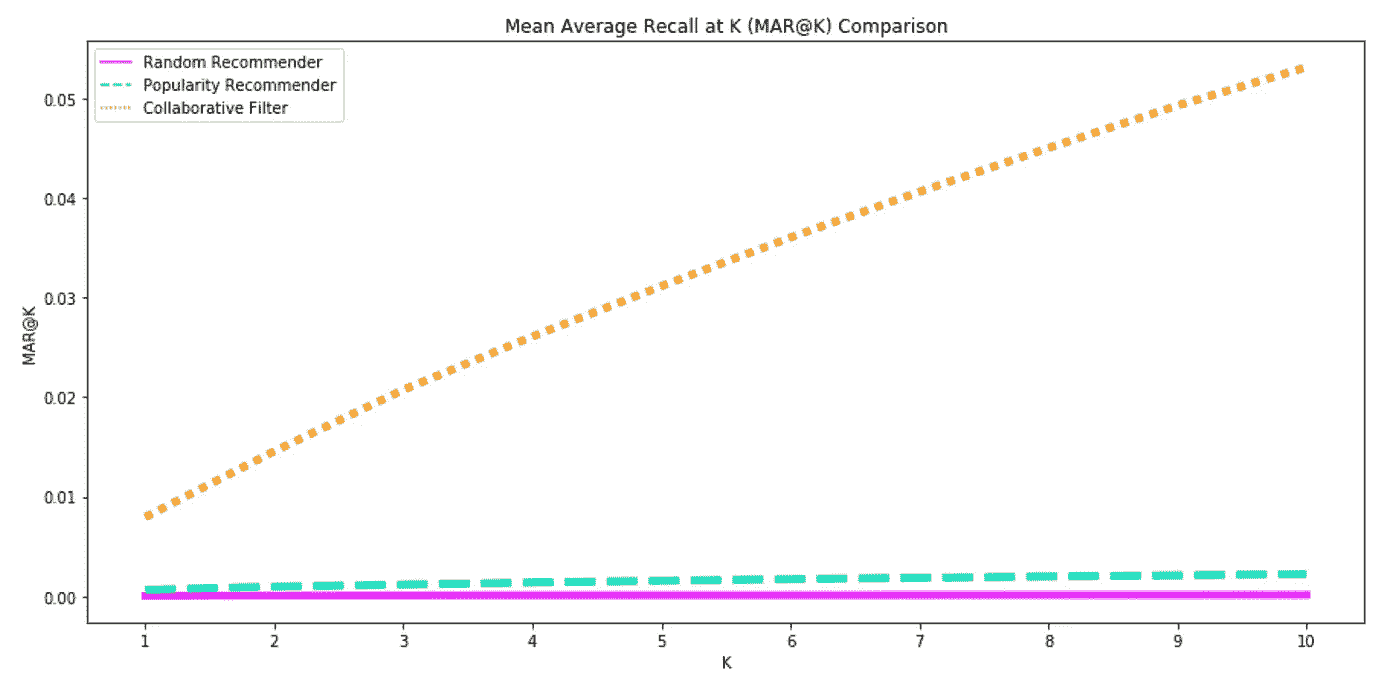 Mean Average Recall at K (MAR@K) Comparison
Random Recommender
Popularity Recommender
Collaborative Filter
0.05
0.04
0.03
0.02
0.01
0.00
MAR@K
1 2 3 4 5 6 7 8 9 10
K